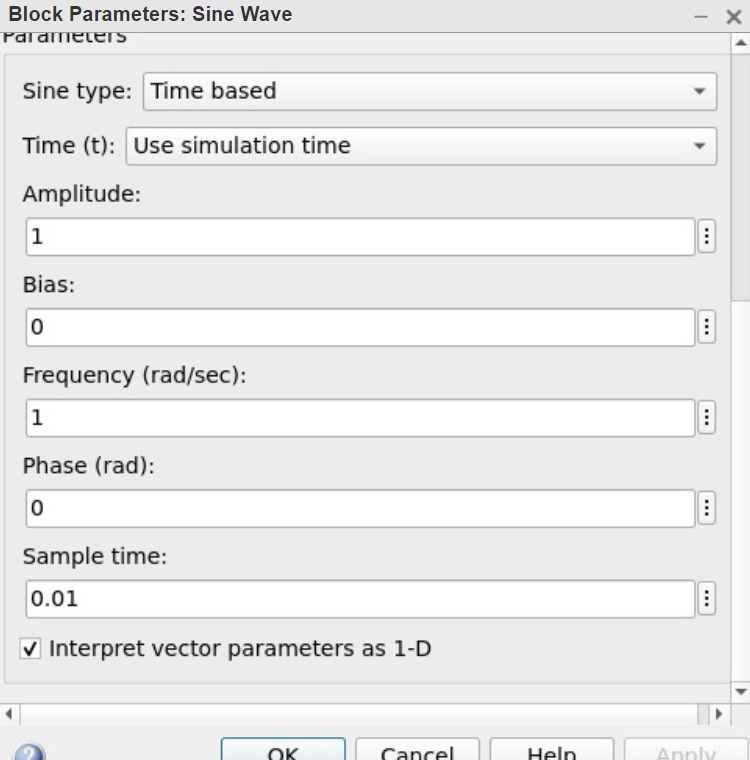 Block Parameters: Sine Wave
Parameters
Sine type: Time based
Time (t): Use simulation time
Amplitude:
1
Bias:
0
Frequency (rad/sec):
1
Phase (rad):
0
Sample time:
0.01
Interpret vector parameters as 1-D
OK Cancel Help Apply